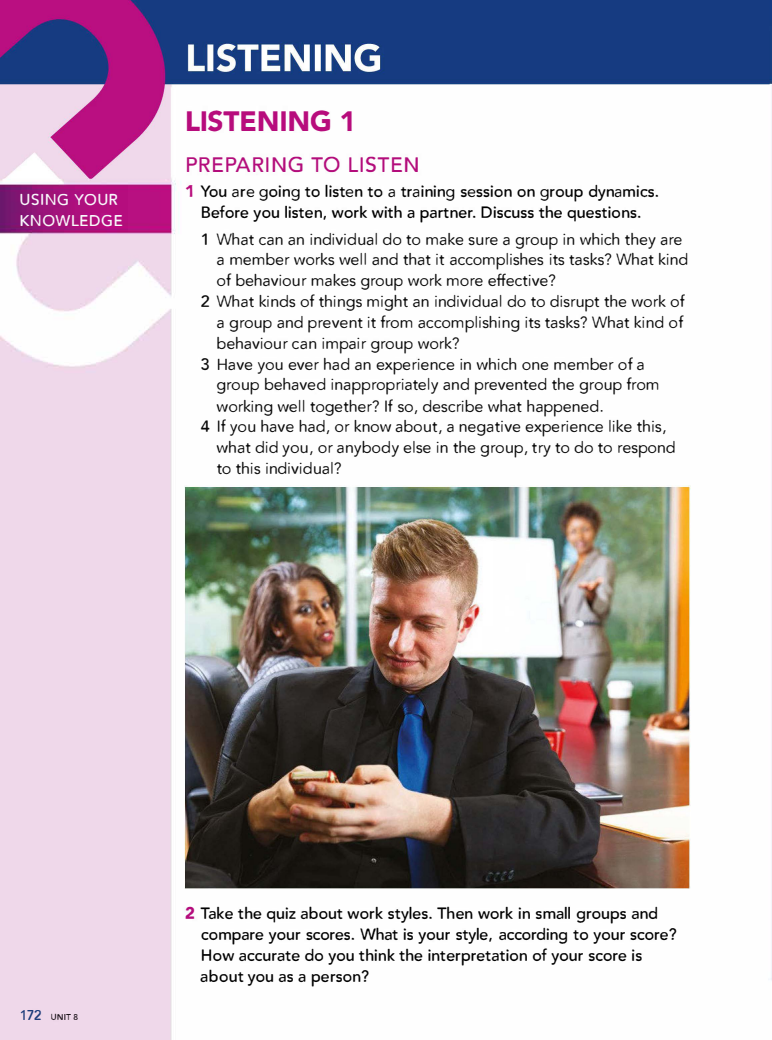 LISTENING
LISTENING 1
PREPARING TO LISTEN
USING YOUR
KNOWLEDGE
1 You are going to listen to a training session on group dynamics.
Before you listen, work with a partner. Discuss the questions.
1 What can an individual do to make sure a group in which they are
a member works well and that it accomplishes its tasks? What kind
of behaviour makes group work more effective?
2 What kinds of things might an individual do to disrupt the work of
a group and prevent it from accomplishing its tasks? What kind of
behaviour can impair group work?
3 Have you ever had an experience in which one member of a
group behaved inappropriately and prevented the group from
working well together? If so, describe what happened.
4 If you have had, or know about, a negative experience like this,
what did you, or anybody else in the group, try to do to respond
to this individual?
2 Take the quiz about work styles. Then work in small groups and
compare your scores. What is your style, according to your score?
How accurate do you think the interpretation of your score is
about you as a person?
172 UNIT 8